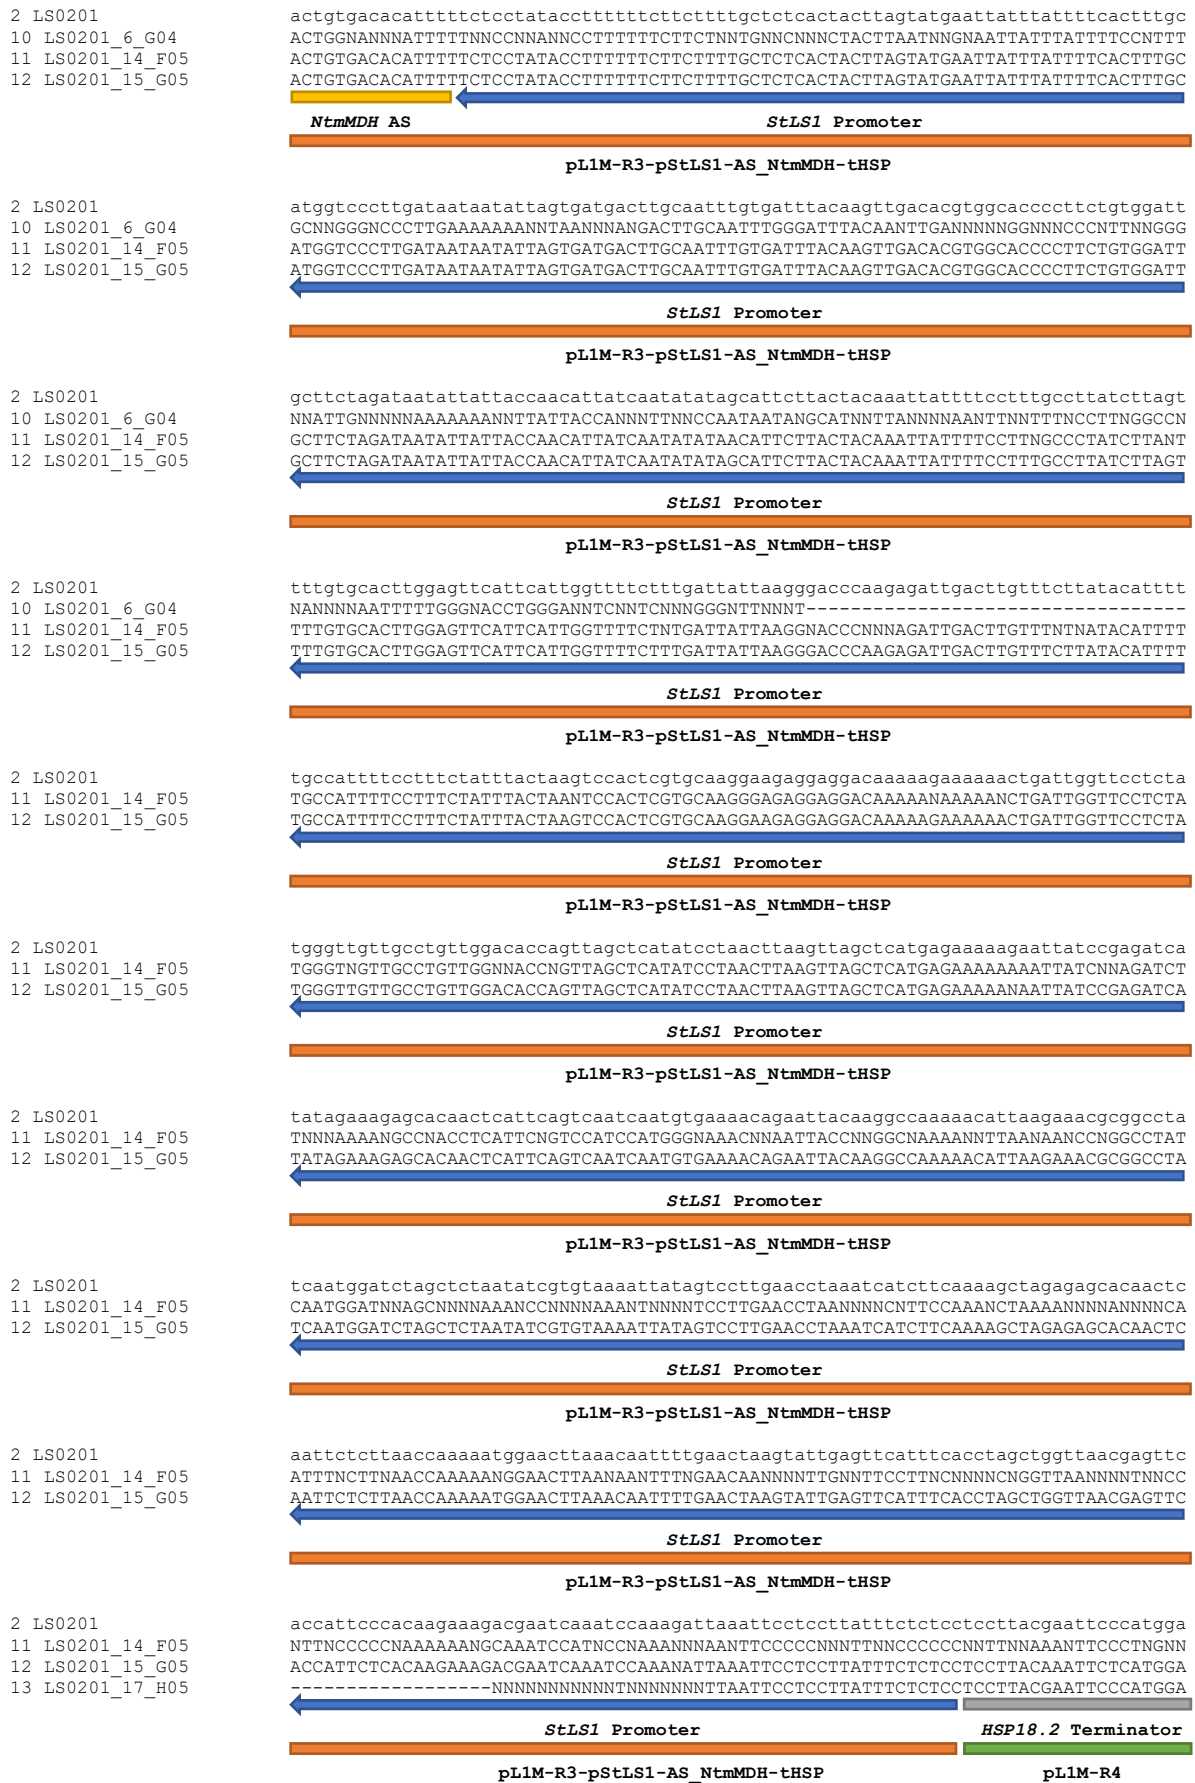 2 LS0201 actgtgacacatttttctcctatacctttttttcttcttttgctctcactacttagtatgaattatttattttcactttgc
10 LS0201_6_G04 ACTGGNANNNATTTTTNNCCNNANNCCTTTTTTCTTCTNNTGNNCNNNCTACTTAATNNGNAATTATTTATTTTCCNTTT
11 LS0201_14_F05 ACTGTGACACATTTTTCTCCTATACCTTTTTTCTTCTTTTGCTCTCACTACTTAGTATGAATTATTTATTTTCACTTTGC
12 LS0201_15_G05 ACTGTGACACATTTTTCTCCTATACCTTTTTTCTTCTTTTGCTCTCACTACTTAGTATGAATTATTTATTTTCACTTTGC
NtmMDH AS StLS1 Promoter
pL1M-R3-pStLS1-AS_NtmMDH-tHSP
2 LS0201 atggtcccttgataataatattagtgatgacttgcaatttgtgatttacaagttgacacgtggcaccccttctgtggatt
10 LS0201_6_G04 GCNNGGGNCCCTTGAAAAAAAANNTAANNNANGACTTGCAATTTGGGATTTACAANTTGANNNNNGGNNNCCCNTTNNGGG
11 LS0201_14_F05 ATGGTCCCTTGATAATAATATTAGTGATGACTTGCAATTTGTGATTTACAAGTTGACACGTGGCACCCCTTCTGTGGATT
12 LS0201_15_G05 ATGGTCCCTTGATAATAATATTAGTGATGACTTGCAATTTGTGATTTACAAGTTGACACGTGGCACCCCTTCTGTGGATT
StLS1 Promoter
pL1M-R3-pStLS1-AS_NtmMDH-tHSP
2 LS0201 gcttctagataatattattaccaacattatcaatatatagcattcttactacaaattattttcctttgccttatcttagt
10 LS0201_6_G04 NNATTGNNNNNAAAAAAANNTTATTACCANNNTTNNCCAATAATANGCATNNTTANNNNAANTTNNTTTNCCTTNGGCCN
11 LS0201_14_F05 GCTTCTAGATAATATTATTACCAACATTATCAATATATAACATTCTTACTACAAATTATTTTCCTTNGCCCTATCTTANT
12 LS0201_15_G05 GCTTCTAGATAATATTATTACCAACATTATCAATATATAGCATTCTTACTACAAATTATTTTCCTTTGCCTTATCTTAGT
StLS1 Promoter
pL1M-R3-pStLS1-AS_NtmMDH-tHSP
2 LS0201 tttgtgcacttggagttcattcattggttttctttgattattaagggacccaagagattgacttgtttcttatacatttt
10 LS0201_6_G04 NANNNNAATTTTTGGGNACCTGGGANNTCNNTCNNNGGGNTTNNNT----------------------------------
11 LS0201_14_F05 TTTGTGCACTTGGAGTTCATTCATTGGTTTTCTNTGATTATTAAGGNACCCNNNAGATTGACTTGTTTNTNATACATTTT
12 LS0201_15_G05 TTTGTGCACTTGGAGTTCATTCATTGGTTTTCTTTGATTATTAAGGGACCCAAGAGATTGACTTGTTTCTTATACATTTT
StLS1 Promoter
pL1M-R3-pStLS1-AS_NtmMDH-tHSP
2 LS0201 tgccattttcctttctatttactaagtccactcgtgcaaggaagaggaggacaaaaagaaaaaactgattggttcctcta
11 LS0201_14_F05 TGCCATTTTCCTTTCTATTTACTAANTCCACTCGTGCAAGGGAGAGGAGGACAAAAANAAAAANCTGATTGGTTCCTCTA
12 LS0201_15_G05 TGCCATTTTCCTTTCTATTTACTAAGTCCACTCGTGCAAGGAAGAGGAGGACAAAAAGAAAAAACTGATTGGTTCCTCTA
StLS1 Promoter
pL1M-R3-pStLS1-AS_NtmMDH-tHSP
2 LS0201 tgggttgttgcctgttggacaccagttagctcatatcctaacttaagttagctcatgagaaaaagaattatccgagatca
11 LS0201_14_F05 TGGGTNGTTGCCTGTTGGNNACCNGTTAGCTCATATCCTAACTTAAGTTAGCTCATGAGAAAAAAAATTATCNNAGATCT
12 LS0201_15_G05 TGGGTTGTTGCCTGTTGGACACCAGTTAGCTCATATCCTAACTTAAGTTAGCTCATGAGAAAAANAATTATCCGAGATCA
StLS1 Promoter
pL1M-R3-pStLS1-AS_NtmMDH-tHSP
2 LS0201 tatagaaagagcacaactcattcagtcaatcaatgtgaaaacagaattacaaggccaaaaacattaagaaacgcggccta
11 LS0201_14_F05 TNNNAAAANGCCNACCTCATTCNGTCCATCCATGGGNAAACNNAATTACCNNGGCNAAAANNTTAANAANCCNGGCCTAT
12 LS0201_15_G05 TATAGAAAGAGCACAACTCATTCAGTCAATCAATGTGAAAACAGAATTACAAGGCCAAAAACATTAAGAAACGCGGCCTA
StLS1 Promoter
pL1M-R3-pStLS1-AS_NtmMDH-tHSP
2 LS0201 tcaatggatctagctctaatatcgtgtaaaattatagtccttgaacctaaatcatcttcaaaagctagagagcacaactc
11 LS0201_14_F05 CAATGGATNNAGCNNNNAAANCCNNNNAAANTNNNNTCCTTGAACCTAANNNNCNTTCCAAANCTAAAANNNNANNNNCA
12 LS0201_15_G05 TCAATGGATCTAGCTCTAATATCGTGTAAAATTATAGTCCTTGAACCTAAATCATCTTCAAAAGCTAGAGAGCACAACTC
StLS1 Promoter
pL1M-R3-pStLS1-AS_NtmMDH-tHSP
2 LS0201 aattctcttaaccaaaaatggaacttaaacaattttgaactaagtattgagttcatttcacctagctggttaacgagttc
11 LS0201_14_F05 ATTTNCTTNAACCAAAAANGGAACTTAANAANTTTNGAACAANNNNTTGNNTTCCTTNCNNNNCNGGTTAANNNNTNNCC
12 LS0201_15_G05 AATTCTCTTAACCAAAAATGGAACTTAAACAATTTTGAACTAAGTATTGAGTTCATTTCACCTAGCTGGTTAACGAGTTC
StLS1 Promoter
pL1M-R3-pStLS1-AS_NtmMDH-tHSP
2 LS0201 accattcccacaagaaagacgaatcaaatccaaagattaaattcctccttatttctctcctccttacgaattcccatgga
11 LS0201_14_F05 NTTNCCCCCNAAAAAANGCAAATCCATNCCNAAANNNAANTTCCCCCNNNTTNNCCCCCCNNTTNNAAANTTCCCTNGNN
12 LS0201_15_G05 ACCATTCTCACAAGAAAGACGAATCAAATCCAAANATTAAATTCCTCCTTATTTCTCTCCTCCTTACAAATTCTCATGGA
13 LS0201_17_H05 ------------------NNNNNNNNNNNTNNNNNNNTTAATTCCTCCTTATTTCTCTCCTCCTTACGAATTCCCATGGA
StLS1 Promoter HSP18.2 Terminator
pL1M-R3-pStLS1-AS_NtmMDH-tHSP pL1M-R4